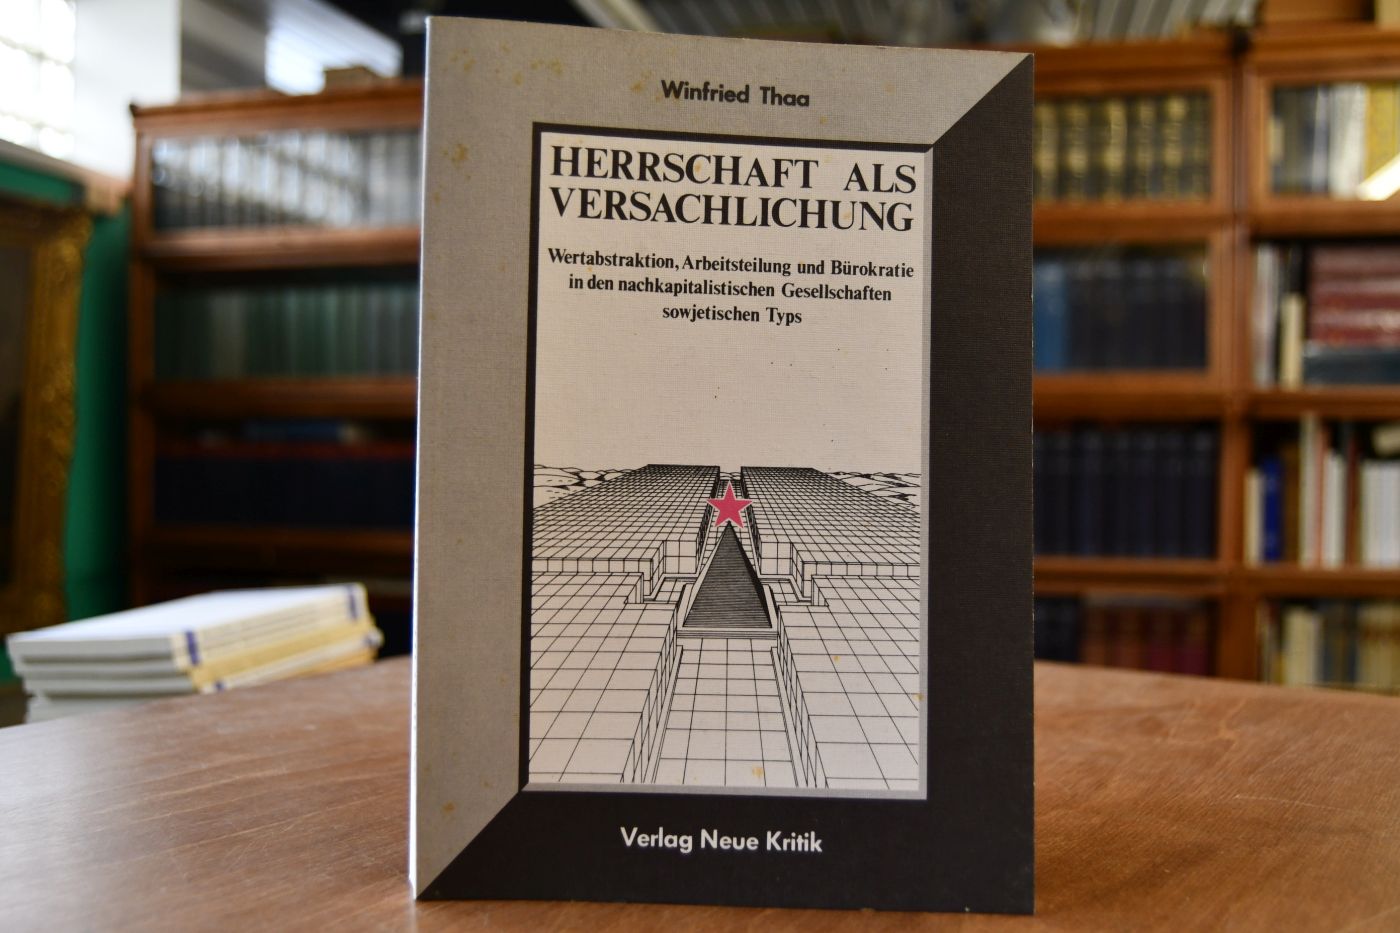 Winfried Thaa
HERRSCHAFT ALS
VERSACHLICHUNG
Wertabstraktion, Arbeitsteilung und Bürokratie
in den nachkapitalistischen Gesellschaften
sowjetischen Typs
Verlag Neue Kritik